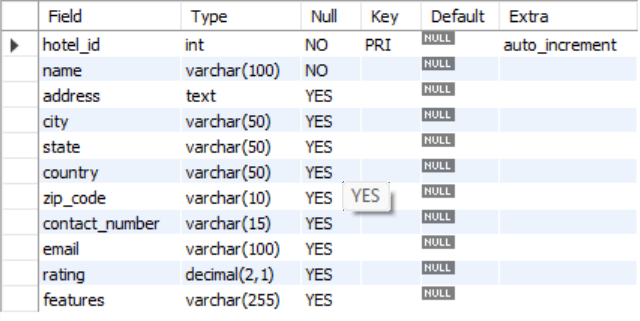 Field Type Null Key Default Extra
hotel_id int NO PRI NULL auto_increment
name varchar(100) NO NULL
address text YES NULL
city varchar(50) YES NULL
state varchar(50) YES NULL
country varchar(50) YES NULL
zip_code varchar(10) YES YES NULL
contact_number varchar(15) YES NULL
email varchar(100) YES NULL
rating decimal(2,1) YES NULL
features varchar(255) YES NULL